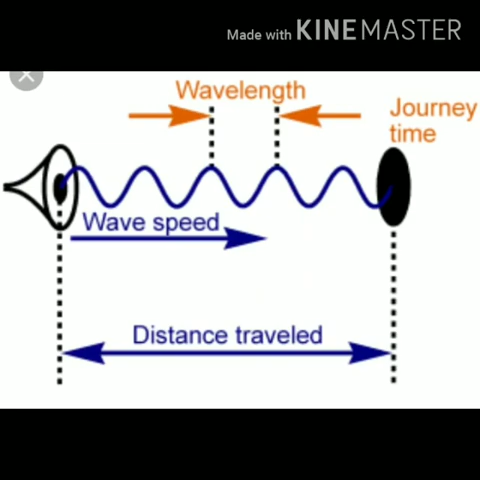 Made with KINEMASTER
Wavelength
Journey
time
Wave speed
Distance traveled